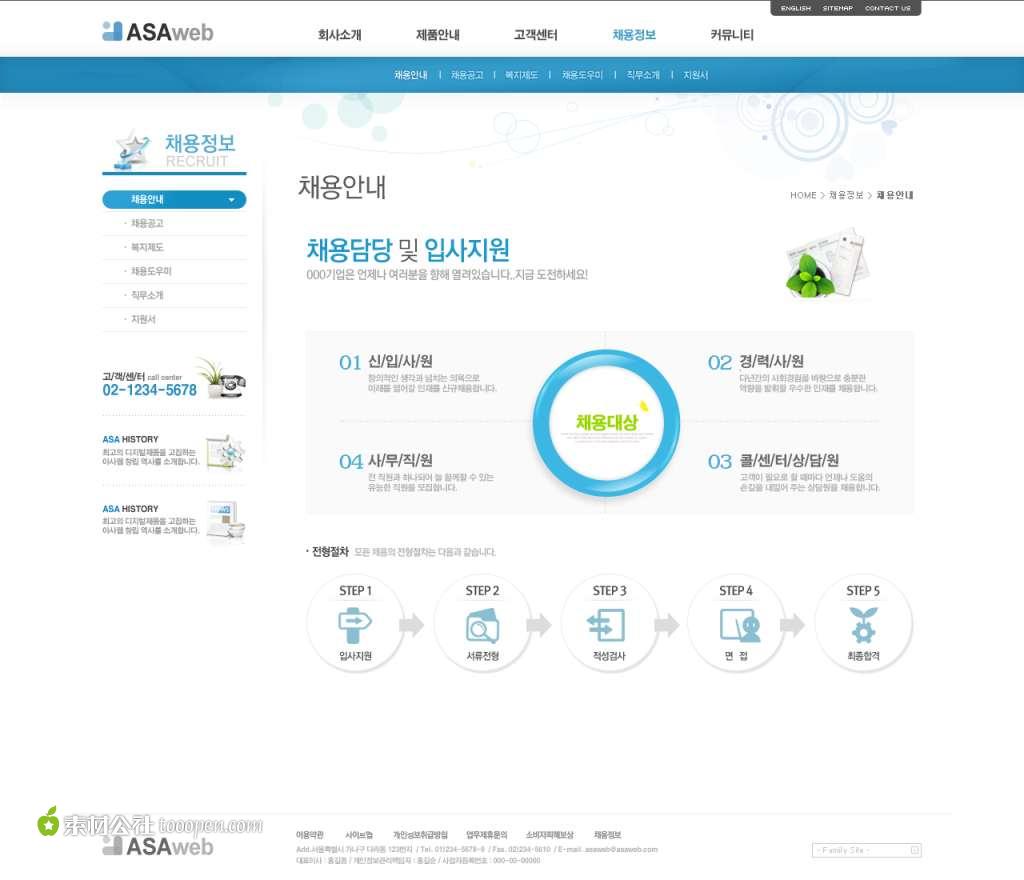 ENGLISH SITEMAP CONTACT US
ASAweb
회사소개 제품안내 고객센터 채용정보 커뮤니티
채용안내 | 채용공고 | 복지제도 | 채용도우미 | 직무소개 | 지원서
채용정보
RECRUIT
채용안내
· 채용공고
· 복지제도
· 채용도우미
· 직무소개
· 지원서
고/객/센/터 call center
02-1234-5678
ASA HISTORY
최고의 디지털제품을 고집하는
아사웹 창립 역사를 소개합니다.
ASA HISTORY
최고의 디지털제품을 고집하는
아사웹 창립 역사를 소개합니다.
채용안내
HOME > 채용정보 > 채용안내
채용담당 및 입사지원
000기업은 언제나 여러분을 향해 열려있습니다..지금 도전하세요!
01 신/입/사/원
창의적인 생각과 넘치는 의욕으로
미래를 열어갈 인재를 신규채용합니다.
02 경/력/사/원
다년간의 사회경험을 바탕으로 충분한
역량을 발휘할 우수한 인재를 채용합니다.
채용대상
04 사/무/직/원
전 직원과 하나되어 늘 함께할 수 있는
유능한 직원을 모집합니다.
03 콜/센/터/상/담/원
고객이 필요로 할 때마다 언제나 도움의
손길을 내밀어 주는 상담원을 채용합니다.
· 전형절차 모든 채용의 전형절차는 다음과 같습니다.
STEP 1 STEP 2 STEP 3 STEP 4 STEP 5
입사지원 서류전형 적성검사 면 접 최종합격
素材公社 tooopen.com
ASAweb
이용약관 사이트맵 개인정보취급방침 업무제휴문의 소비자피해보상 채용정보
Add.서울특별시 가나구 다라동 123번지 / Tel. 01)234-5678~9 / Fax. 02)234-5610 / E-mail. asaweb@asaweb.com
대표이사 : 홍길동 / 개인정보관리책임자 : 홍길순 / 사업자등록번호 : 000-00-00000
- Family Site -